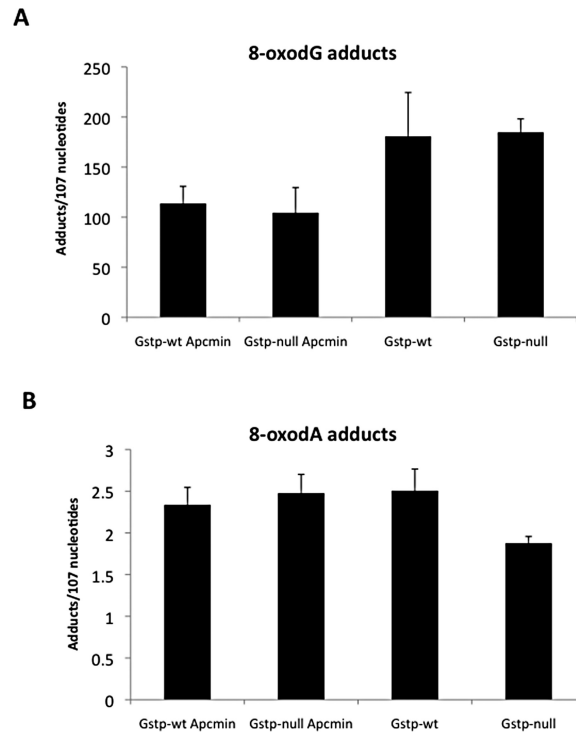 A
8-oxodG adducts
Adducts/107 nucleotides
250
200
150
100
50
0
Gstp-wt Apcmin Gstp-null Apcmin Gstp-wt Gstp-null
B
8-oxodA adducts
Adducts/107 nucleotides
3
2.5
2
1.5
1
0.5
0
Gstp-wt Apcmin Gstp-null Apcmin Gstp-wt Gstp-null